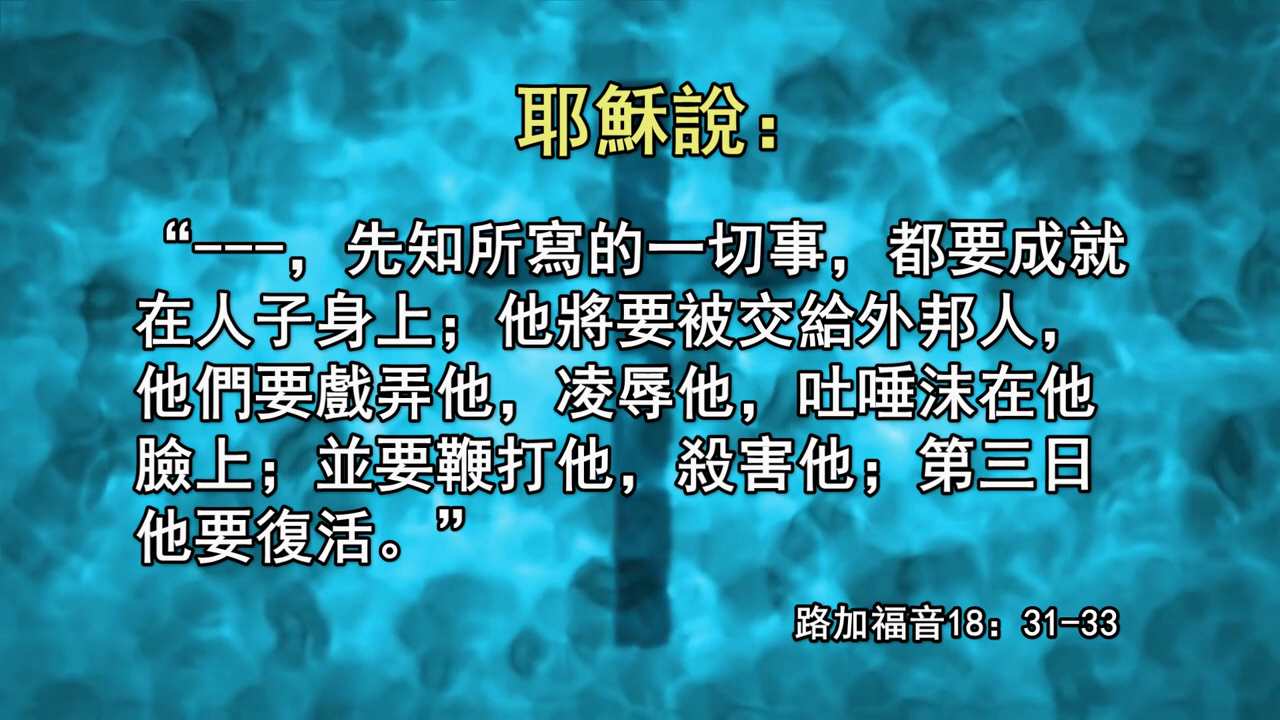 耶穌說：
“---，先知所寫的一切事，都要成就
在人子身上；他將要被交給外邦人，
他們要戲弄他，凌辱他，吐唾沫在他
臉上；並要鞭打他，殺害他；第三日
他要復活。”
路加福音18：31-33